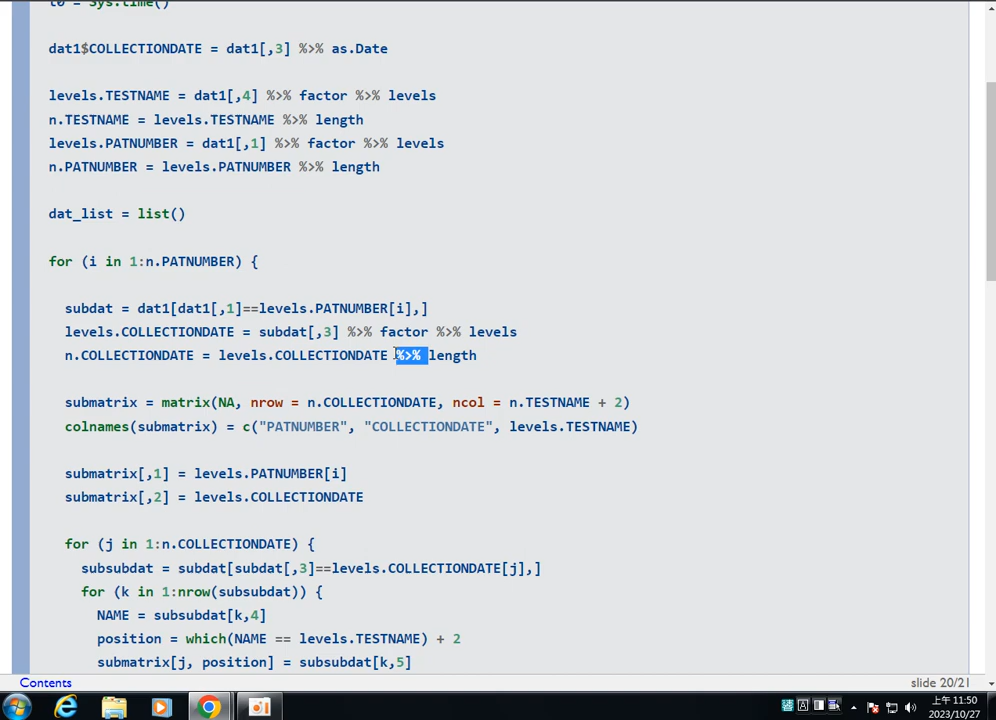 t0 = Sys.time()
dat1$COLLECTIONDATE = dat1[,3] %>% as.Date
levels.TESTNAME = dat1[,4] %>% factor %>% levels
n.TESTNAME = levels.TESTNAME %>% length
levels.PATNUMBER = dat1[,1] %>% factor %>% levels
n.PATNUMBER = levels.PATNUMBER %>% length
dat_list = list()
for (i in 1:n.PATNUMBER) {
subdat = dat1[dat1[,1]==levels.PATNUMBER[i],]
levels.COLLECTIONDATE = subdat[,3] %>% factor %>% levels
n.COLLECTIONDATE = levels.COLLECTIONDATE %>% length
submatrix = matrix(NA, nrow = n.COLLECTIONDATE, ncol = n.TESTNAME + 2)
colnames(submatrix) = c("PATNUMBER", "COLLECTIONDATE", levels.TESTNAME)
submatrix[,1] = levels.PATNUMBER[i]
submatrix[,2] = levels.COLLECTIONDATE
for (j in 1:n.COLLECTIONDATE) {
subsubdat = subdat[subdat[,3]==levels.COLLECTIONDATE[j],]
for (k in 1:nrow(subsubdat)) {
NAME = subsubdat[k,4]
position = which(NAME == levels.TESTNAME) + 2
submatrix[j, position] = subsubdat[k,5]
Contents
slide 20/21
上午 11:50
2023/10/27